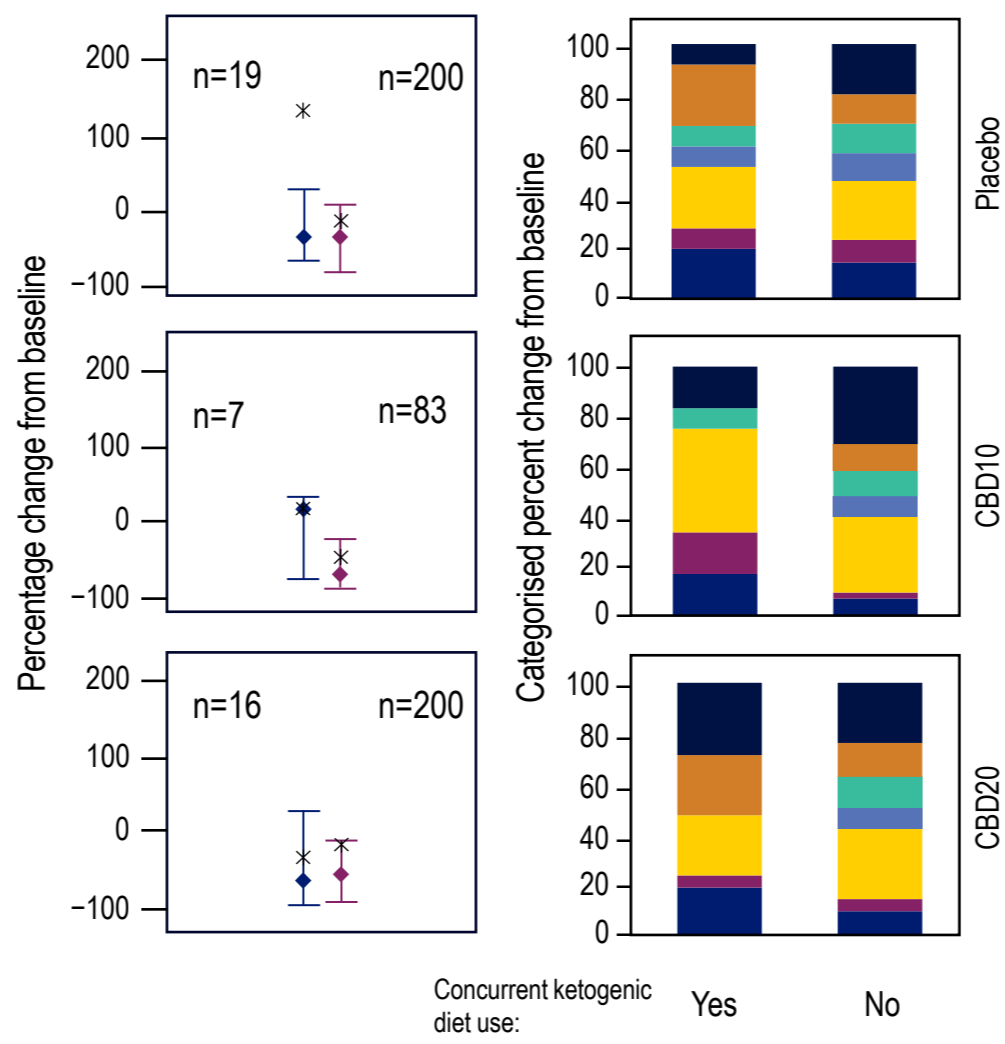 Percentage change from baseline
200
100
0
−100
n=19
n=200
200
100
0
−100
n=7
n=83
200
100
0
−100
n=16
n=200
Categorised percent change from baseline
100
80
60
40
20
0
Placebo
100
80
60
40
20
0
CBD10
100
80
60
40
20
0
CBD20
Concurrent ketogenic
diet use:
Yes
No